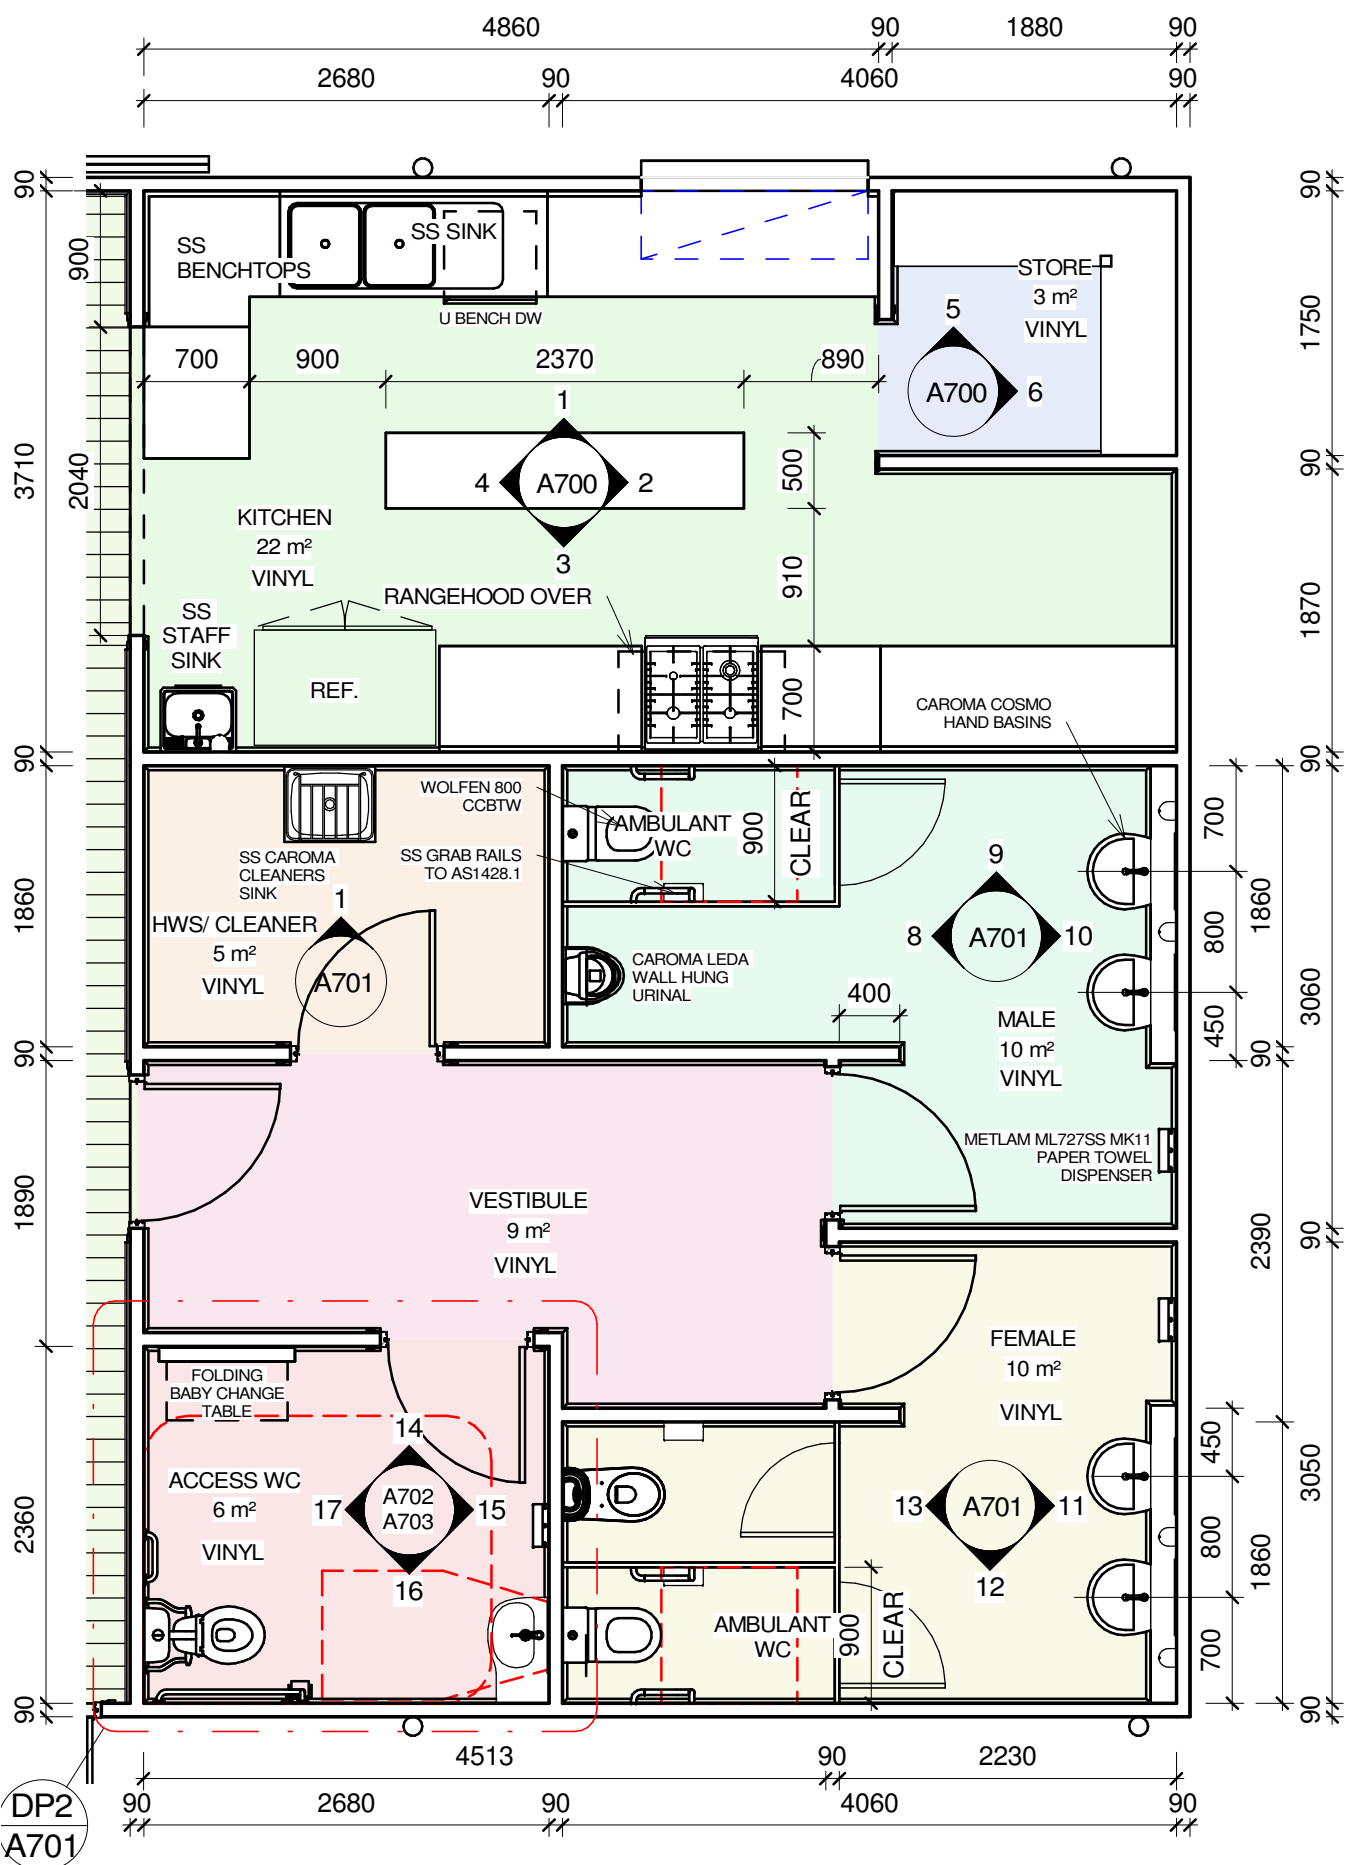 4860
90
1880
90
2680
90
4060
90
90
900
3710
2040
90
1860
90
1890
2360
90
90
1750
90
1870
90
700
800
450
1860
3060
90
90
2390
450
800
700
1860
3050
90
SS
BENCHTOPS
SS SINK
U BENCH DW
STORE
3 m²
VINYL
5
A700
6
700
900
2370
890
1
4
A700
2
3
500
910
700
KITCHEN
22 m²
VINYL
RANGEHOOD OVER
SS
STAFF
SINK
REF.
CAROMA COSMO
HAND BASINS
WOLFEN 800
CCBTW
AMBULANT
WC
900
CLEAR
SS GRAB RAILS
TO AS1428.1
SS CAROMA
CLEANERS
SINK
HWS/ CLEANER
5 m²
VINYL
1
A701
CAROMA LEDA
WALL HUNG
URINAL
9
8
A701
10
400
MALE
10 m²
VINYL
METLAM ML727SS MK11
PAPER TOWEL
DISPENSER
VESTIBULE
9 m²
VINYL
FEMALE
10 m²
VINYL
FOLDING
BABY CHANGE
TABLE
14
ACCESS WC
6 m²
VINYL
17
A702
A703
15
16
13
A701
11
12
AMBULANT
WC
900
CLEAR
4513
90
2230
90
2680
90
4060
90
DP2
A701